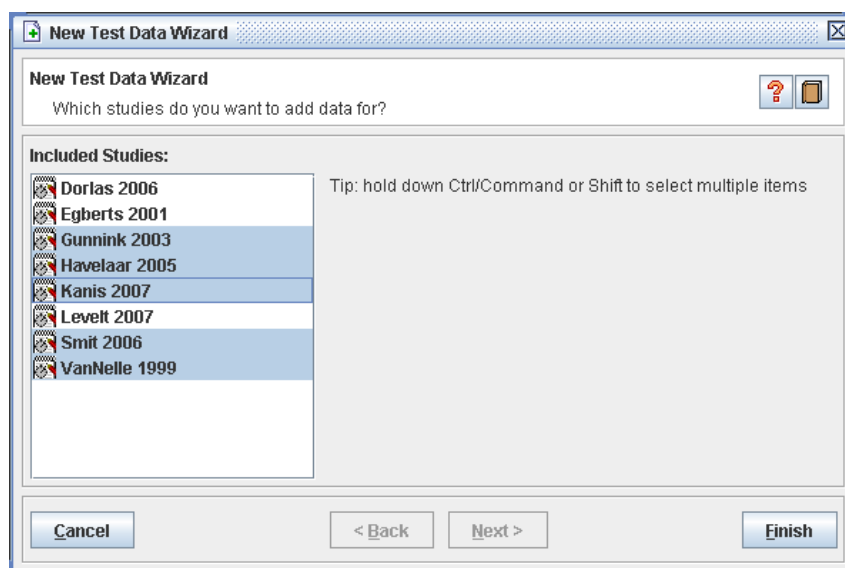 New Test Data Wizard
New Test Data Wizard
Which studies do you want to add data for?
Included Studies:
Dorlas 2006
Tip: hold down Ctrl/Command or Shift to select multiple items
Egberts 2001
Gunnink 2003
Havelaar 2005
Kanis 2007
Levelt 2007
Smit 2006
VanNelle 1999
Cancel
< Back
Next >
Finish